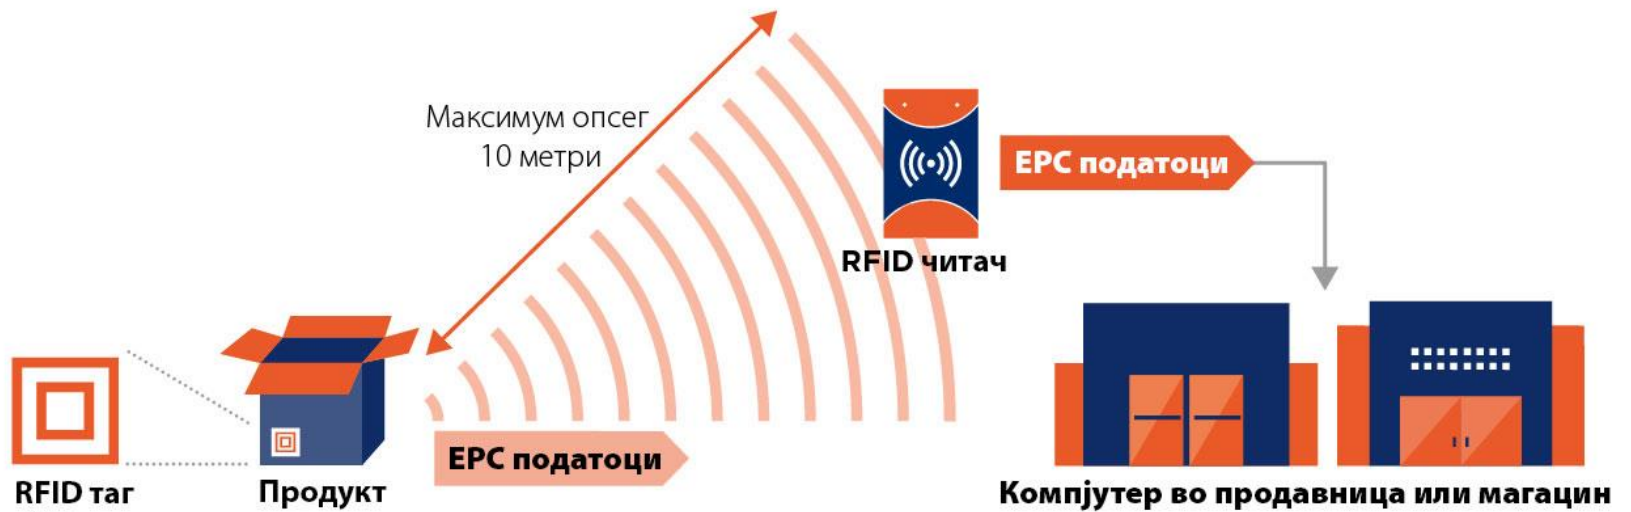 Максимум опсег
10 метри
EPC податоци
RFID читач
EPC податоци
RFID таг
Продукт
Компјутер во продавница или магацин